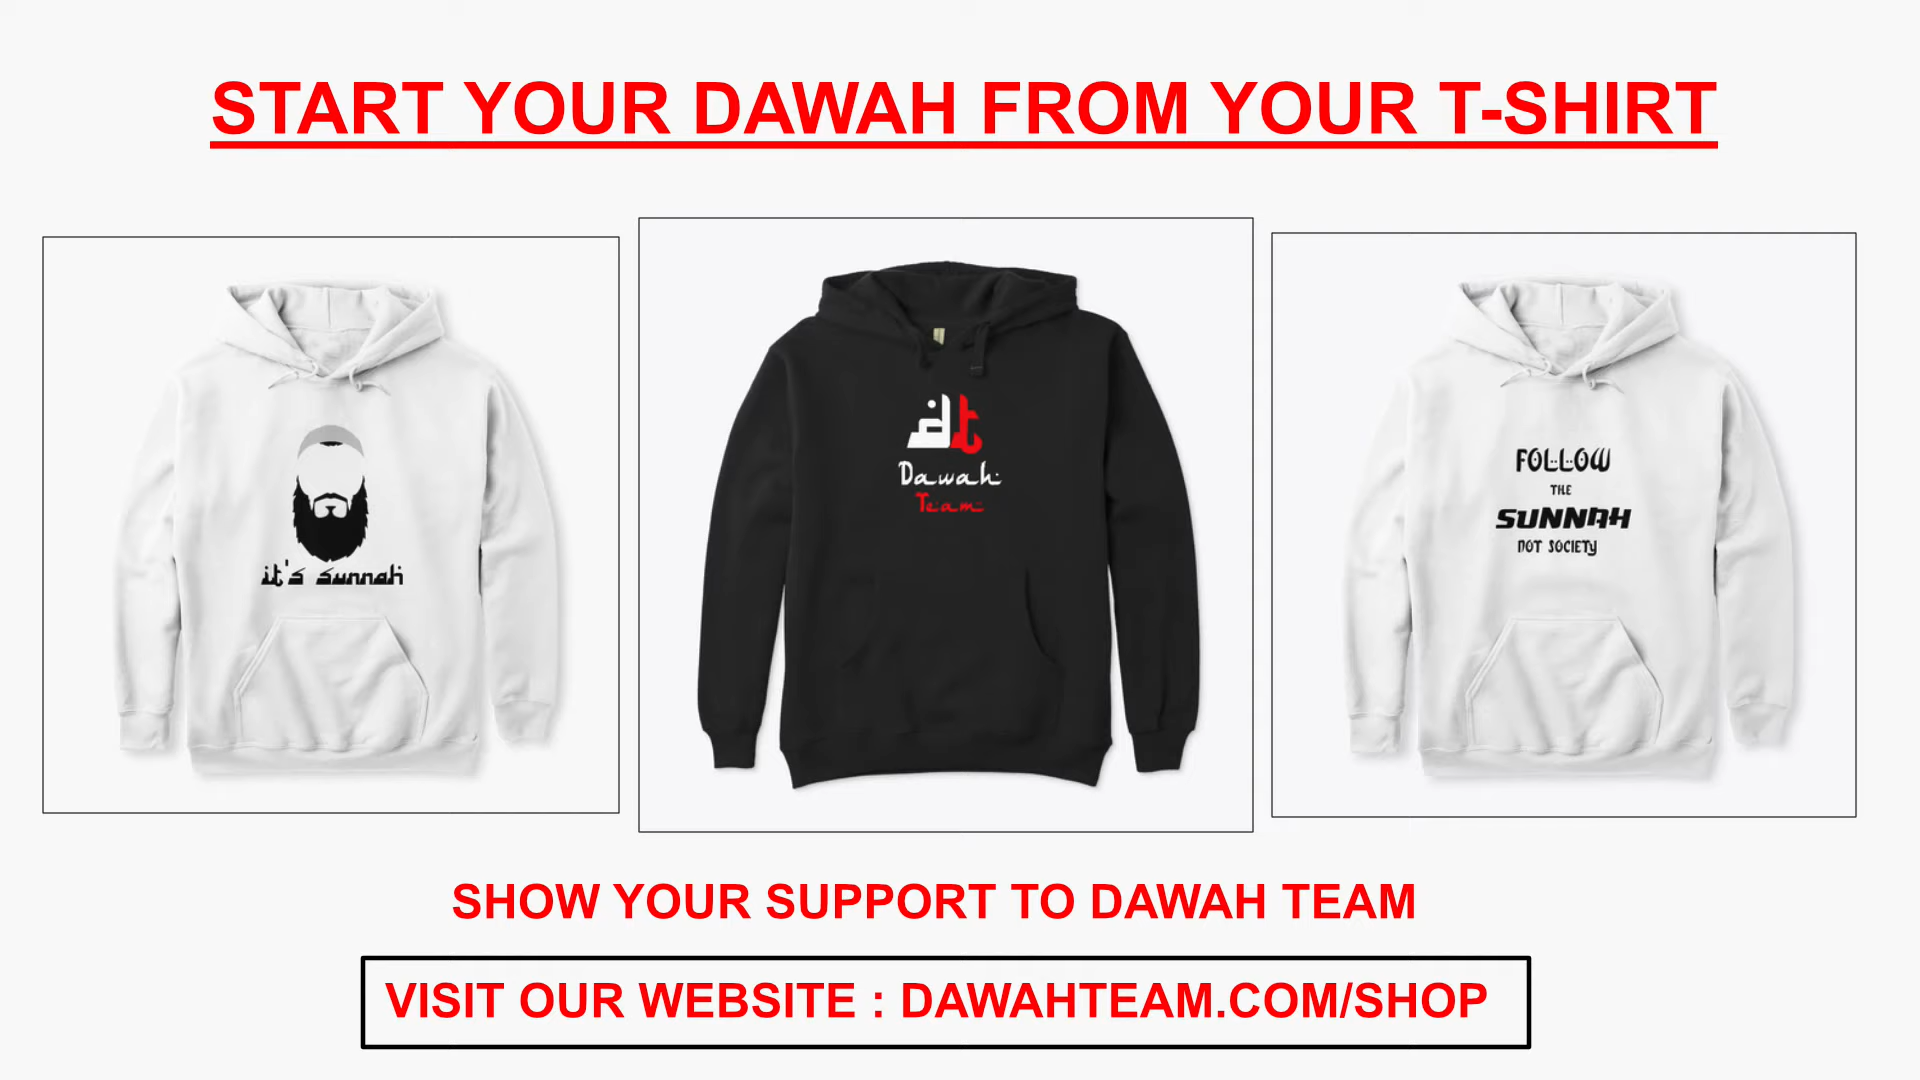 START YOUR DAWAH FROM YOUR T-SHIRT
it's sunnah
dt
Dawah
Team
FOLLOW
THE
SUNNAH
NOT SOCIETY
SHOW YOUR SUPPORT TO DAWAH TEAM
VISIT OUR WEBSITE : DAWAHTEAM.COM/SHOP